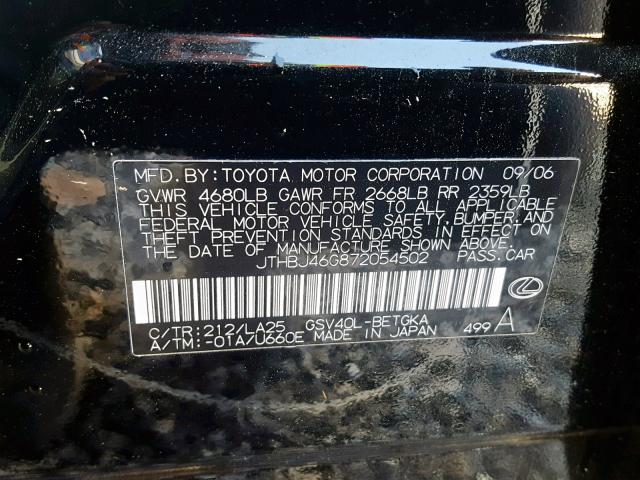 MFD. BY: TOYOTA MOTOR CORPORATION 09/06
GVWR 4680LB GAWR FR 2668LB RR 2359LB
THIS VEHICLE CONFORMS TO ALL APPLICABLE
FEDERAL MOTOR VEHICLE SAFETY, BUMPER, AND
THEFT PREVENTION STANDARDS IN EFFECT ON
THE DATE OF MANUFACTURE SHOWN ABOVE.
JTHBJ46G872054502 PASS. CAR
C/TR: 212/LA25 GSV40L-BETGKA
A/TM: -01A/U660E MADE IN JAPAN 499 A